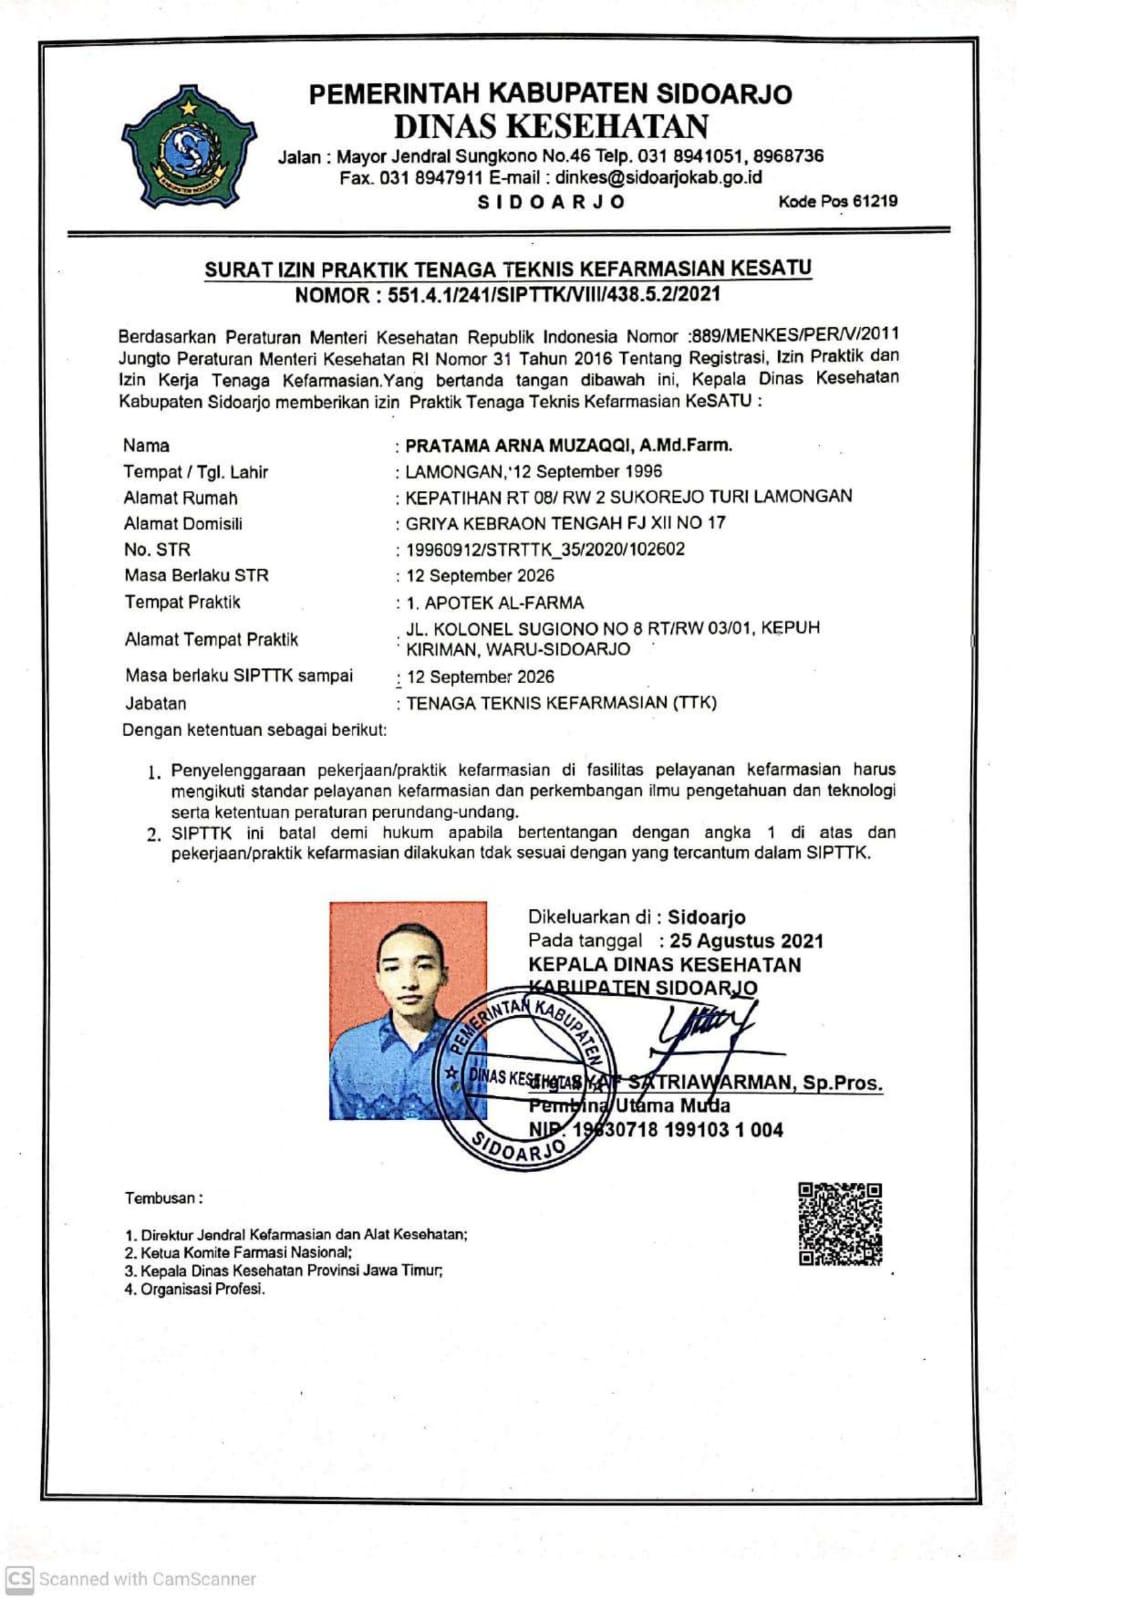 PEMERINTAH KABUPATEN SIDOARJO
DINAS KESEHATAN
Jalan : Mayor Jendral Sungkono No.46 Telp. 031 8941051, 8968736
Fax. 031 8947911 E-mail : dinkes@sidoarjokab.go.id
SIDOARJO
Kode Pos 61219
KABUPATEN SIDOARJO
SURAT IZIN PRAKTIK TENAGA TEKNIS KEFARMASIAN KESATU
NOMOR : 551.4.1/241/SIPTTK/VIII/438.5.2/2021
Berdasarkan Peraturan Menteri Kesehatan Republik Indonesia Nomor :889/MENKES/PER/V/2011
Jungto Peraturan Menteri Kesehatan RI Nomor 31 Tahun 2016 Tentang Registrasi, Izin Praktik dan
Izin Kerja Tenaga Kefarmasian.Yang bertanda tangan dibawah ini, Kepala Dinas Kesehatan
Kabupaten Sidoarjo memberikan izin Praktik Tenaga Teknis Kefarmasian KeSATU :
Nama : PRATAMA ARNA MUZAQQI, A.Md.Farm.
Tempat / Tgl. Lahir : LAMONGAN, 12 September 1996
Alamat Rumah : KEPATIHAN RT 08/ RW 2 SUKOREJO TURI LAMONGAN
Alamat Domisili : GRIYA KEBRAON TENGAH FJ XII NO 17
No. STR : 19960912/STRTTK_35/2020/102602
Masa Berlaku STR : 12 September 2026
Tempat Praktik : 1. APOTEK AL-FARMA
Alamat Tempat Praktik : JL. KOLONEL SUGIONO NO 8 RT/RW 03/01, KEPUH
KIRIMAN, WARU-SIDOARJO
Masa berlaku SIPTTK sampai : 12 September 2026
Jabatan : TENAGA TEKNIS KEFARMASIAN (TTK)
Dengan ketentuan sebagai berikut:
1. Penyelenggaraan pekerjaan/praktik kefarmasian di fasilitas pelayanan kefarmasian harus
mengikuti standar pelayanan kefarmasian dan perkembangan ilmu pengetahuan dan teknologi
serta ketentuan peraturan perundang-undang.
2. SIPTTK ini batal demi hukum apabila bertentangan dengan angka 1 di atas dan
pekerjaan/praktik kefarmasian dilakukan tdak sesuai dengan yang tercantum dalam SIPTTK.
Dikeluarkan di : Sidoarjo
Pada tanggal : 25 Agustus 2021
KEPALA DINAS KESEHATAN
KABUPATEN SIDOARJO
PEMERINTAH KABUPATEN
DINAS KESEHATAN
SIDOARJO
SATRIAWARMAN, Sp.Pros.
Pembina Utama Muda
NIP. 19630718 199103 1 004
Tembusan :
1. Direktur Jendral Kefarmasian dan Alat Kesehatan;
2. Ketua Komite Farmasi Nasional;
3. Kepala Dinas Kesehatan Provinsi Jawa Timur;
4. Organisasi Profesi.
CS Scanned with CamScanner